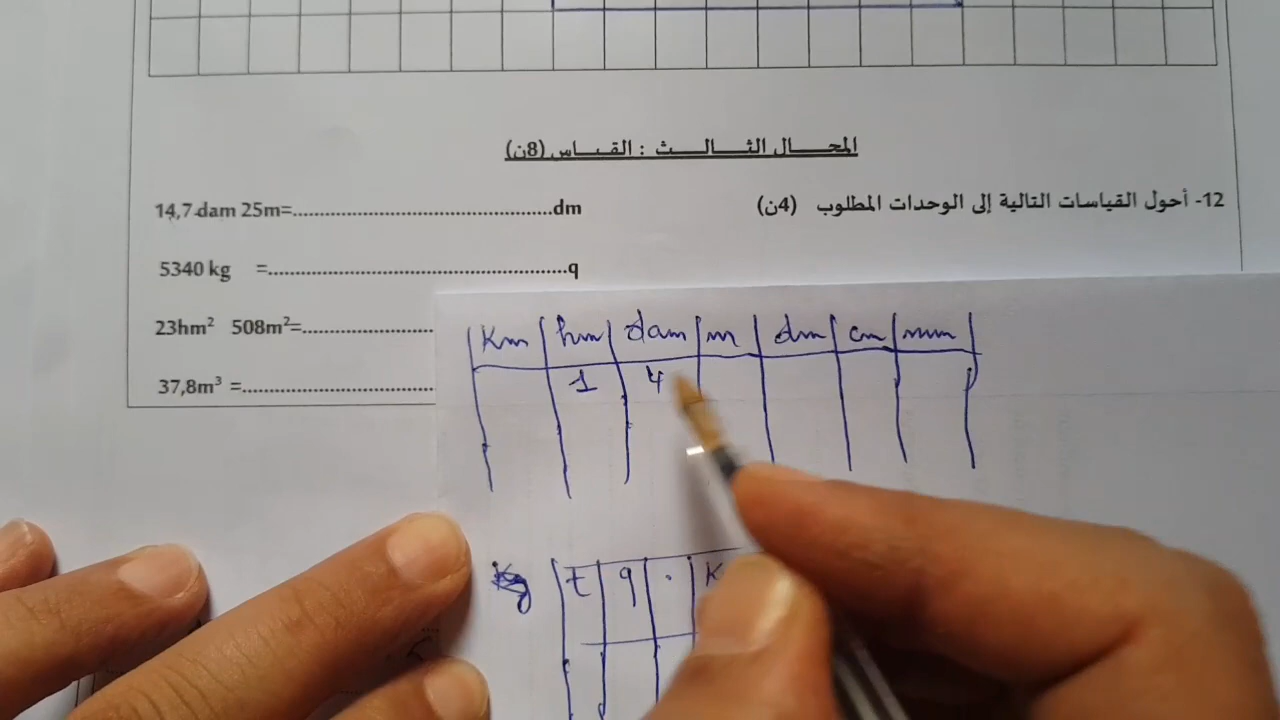 المجال الثالث : القياس (8ن)
12- أحول القياسات التالية إلى الوحدات المطلوب (4ن)
14,7 dam 25m=..................................................dm
5340 kg =..........................................................q
23hm² 508m²=........................
37,8m³ =....................................
Km hm dam m dm cm mm
1 4
t q . K